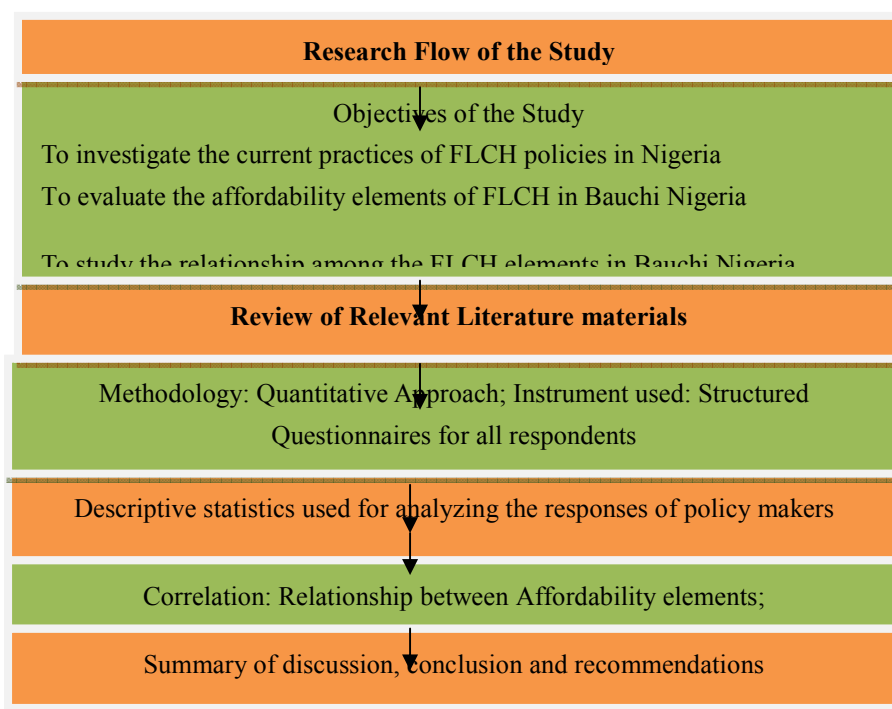 Research Flow of the Study
Objectives of the Study
To investigate the current practices of FLCH policies in Nigeria
To evaluate the affordability elements of FLCH in Bauchi Nigeria
To study the relationship among the FLCH elements in Bauchi Nigeria
Review of Relevant Literature materials
Methodology: Quantitative Approach; Instrument used: Structured
Questionnaires for all respondents
Descriptive statistics used for analyzing the responses of policy makers
Correlation: Relationship between Affordability elements;
Summary of discussion, conclusion and recommendations